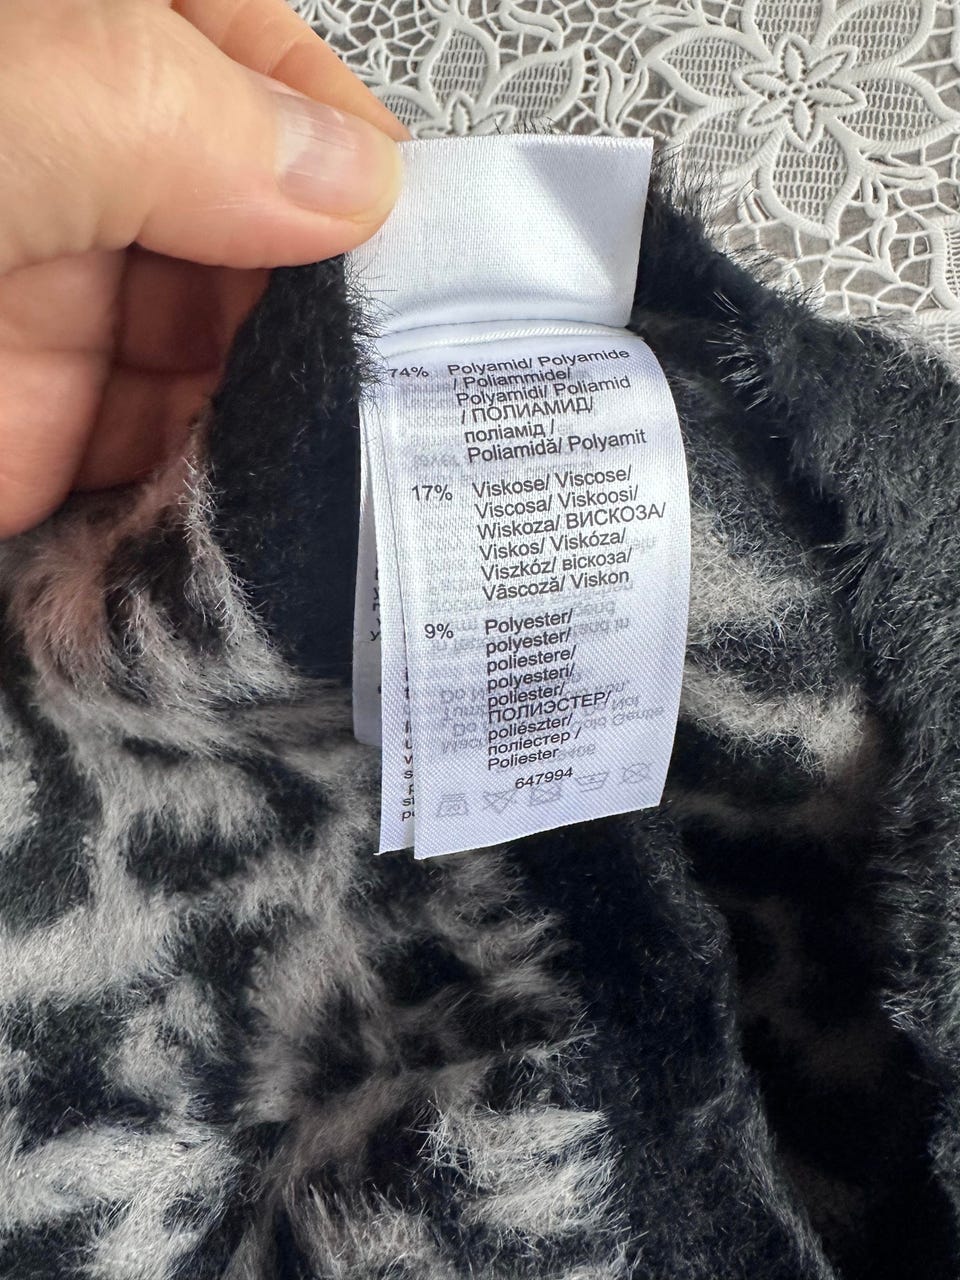 74% Polyamid/ Polyamide
/ Poliammide/
Polyamidi/ Poliamid
/ ПОЛИАМИД/
поліамід /
Poliamidă/ Polyamit
17% Viskose/ Viscose/
Viscosa/ Viskoosi/
Wiskoza/ ВИСКОЗА/
Viskos/ Viskóza/
Viszkóz/ віскоза/
Vâscoză/ Viskon
9% Polyester/
polyester/
poliestere/
polyesteri/
poliester/
ПОЛИЭСТЕР/
poliészter/
поліестер /
Poliester
647994